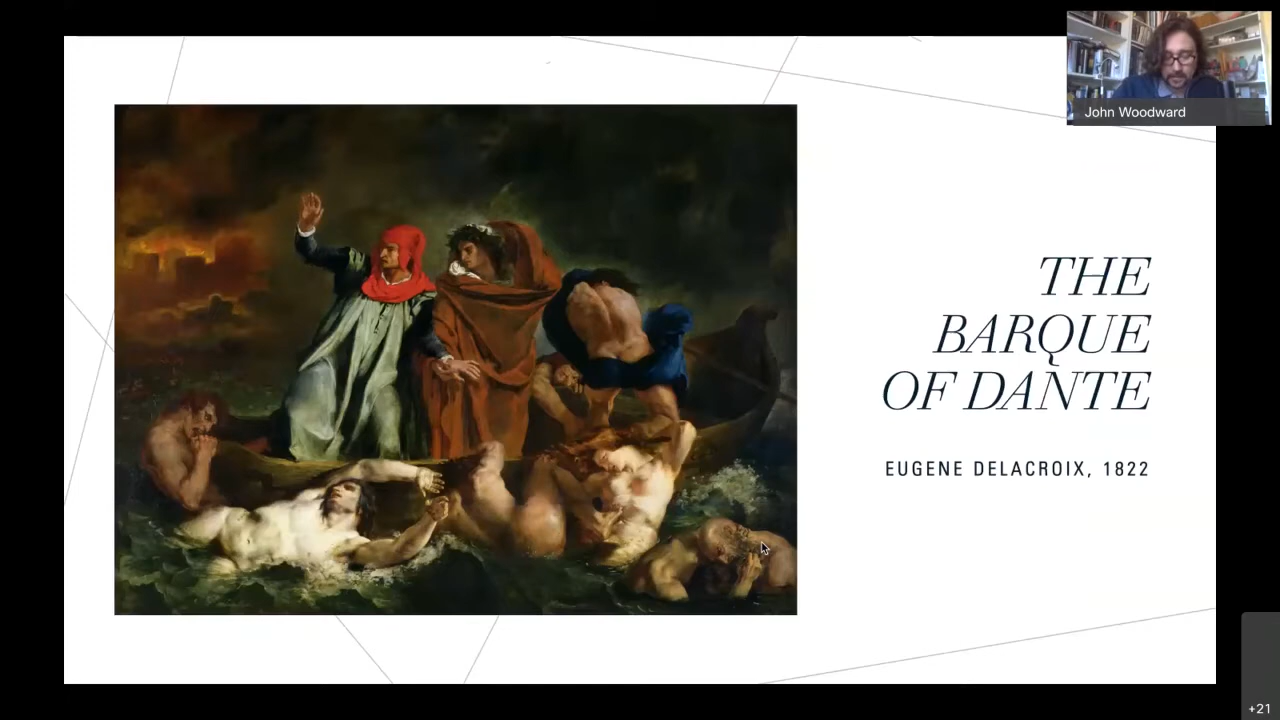 John Woodward
THE
BARQUE
OF DANTE
EUGENE DELACROIX, 1822
+21